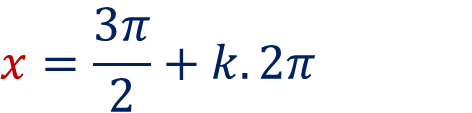 x = 3π/2 + k. 2π